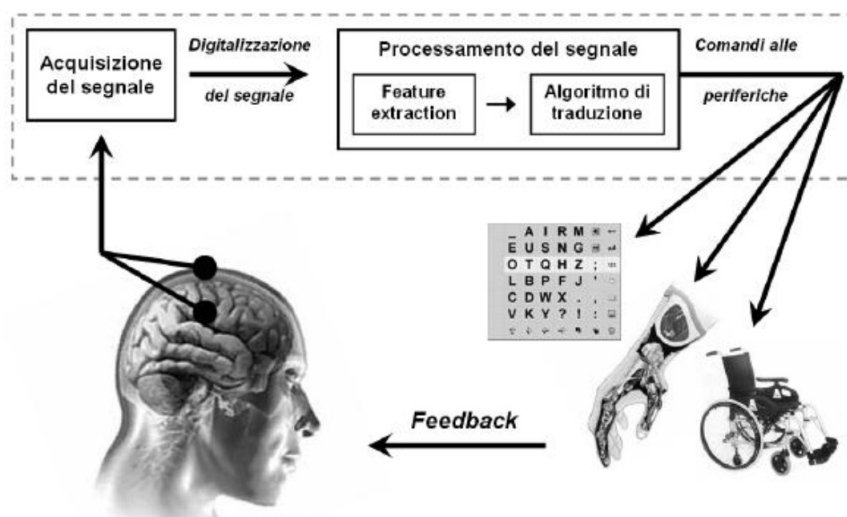 Acquisizione
del segnale
Digitalizzazione
del segnale
Processamento del segnale
Feature
extraction
Algoritmo di
traduzione
Comandi alle
periferiche
_ A I R M
E U S N G
O T Q H Z ;
L B P F J '
C D W X . ,
V K Y ? ! :
Feedback